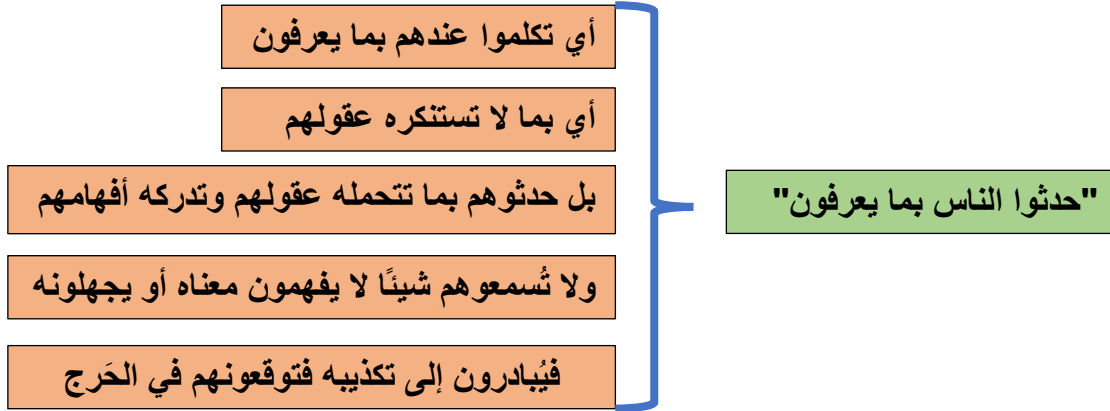 "حدثوا الناس بما يعرفون"
أي تكلموا عندهم بما يعرفون
أي بما لا تستنكره عقولهم
بل حدثوهم بما تتحمله عقولهم وتدركه أفهامهم
ولا تُسمعوهم شيئًا لا يفهمون معناه أو يجهلونه
فيُبادرون إلى تكذيبه فتوقعونهم في الحَرج